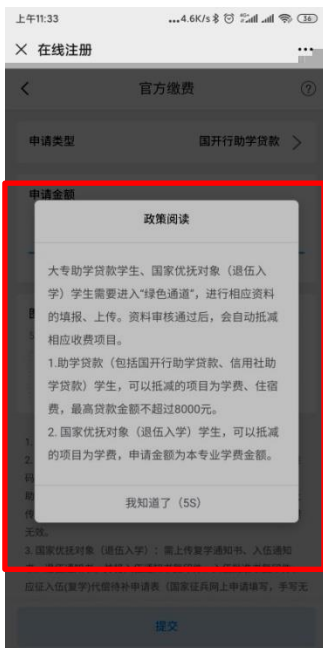 上午11:33
...4.6K/s
36
在线注册
官方缴费
申请类型 国开行助学贷款
申请金额
政策阅读
大专助学贷款学生、国家优抚对象（退伍入
学）学生需要进入“绿色通道”，进行相应资料
的填报、上传。资料审核通过后，会自动抵减
相应收费项目。
1.助学贷款（包括国开行助学贷款、信用社助
学贷款）学生，可以抵减的项目为学费、住宿
费，最高贷款金额不超过8000元。
2. 国家优抚对象（退伍入学）学生，可以抵减
的项目为学费，申请金额为本专业学费金额。
我知道了（5S）
无效。
3. 国家优抚对象（退伍入学）：需上传复学通知书、入伍通知
应征入伍(复学)代偿待补申请表（国家征兵网上申请填写，手写无
提交